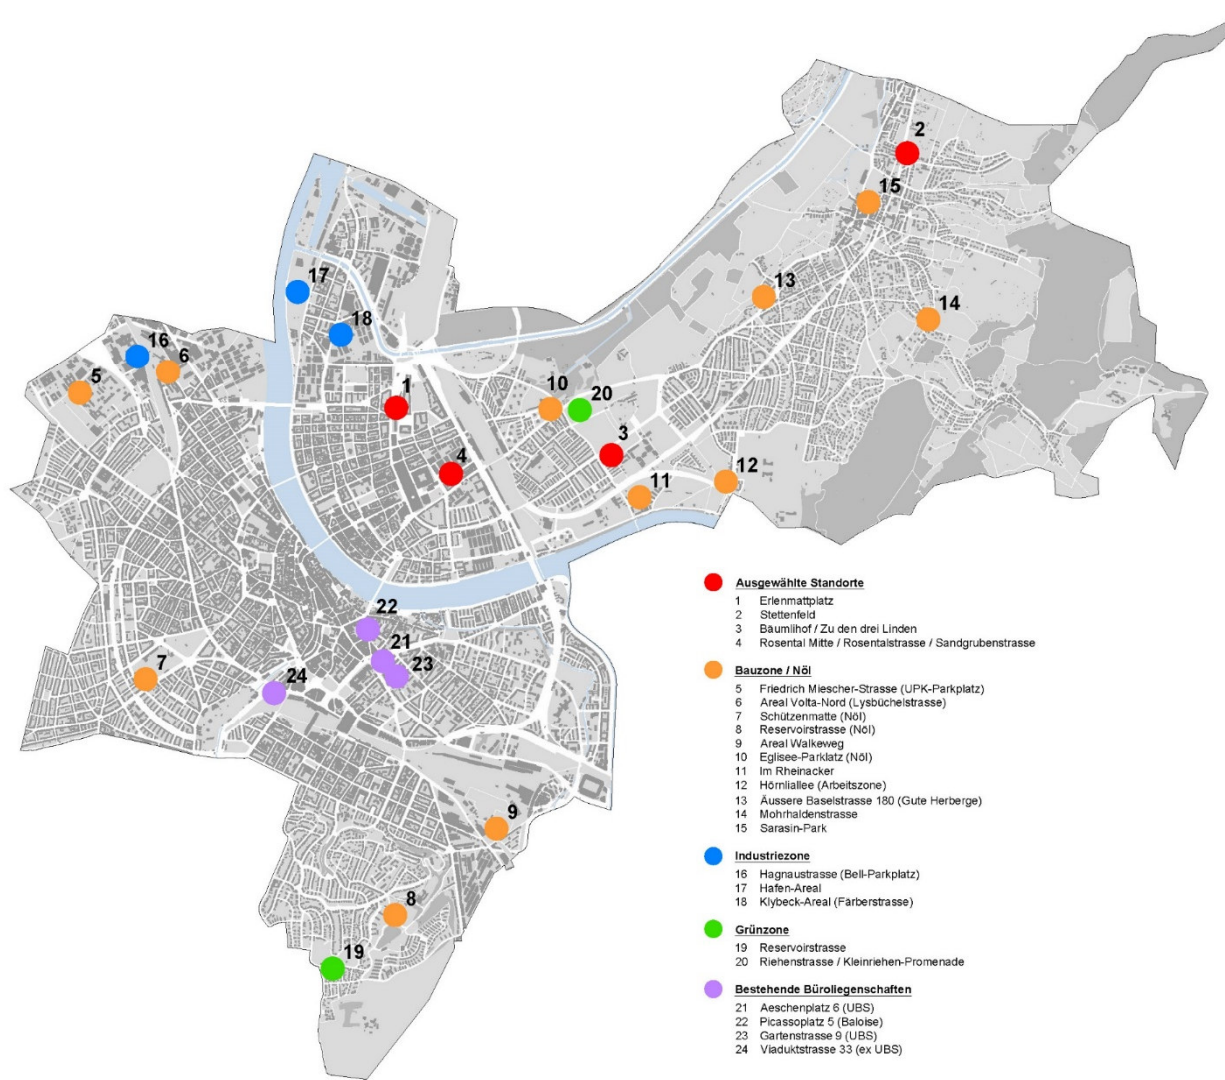 2
15
17
13
14
18
16
6
5
1
10
20
3
4
12
11
22
21
23
7
24
9
8
19
Ausgewählte Standorte
1 Erlenmattplatz
2 Stettenfeld
3 Bäumlihof / Zu den drei Linden
4 Rosental Mitte / Rosentalstrasse / Sandgrubenstrasse
Bauzone / NöI
5 Friedrich Miescher-Strasse (UPK-Parkplatz)
6 Areal Volta-Nord (Lysbüchelstrasse)
7 Schützenmatte (NöI)
8 Reservoirstrasse (NöI)
9 Areal Walkeweg
10 Eglisee-Parklatz (NöI)
11 Im Rheinacker
12 Hörnliallee (Arbeitszone)
13 Äussere Baselstrasse 180 (Gute Herberge)
14 Mohrhaldenstrasse
15 Sarasin-Park
Industriezone
16 Hagnaustrasse (Bell-Parkplatz)
17 Hafen-Areal
18 Klybeck-Areal (Färberstrasse)
Grünzone
19 Reservoirstrasse
20 Riehenstrasse / Kleinriehen-Promenade
Bestehende Büroliegenschaften
21 Aeschenplatz 6 (UBS)
22 Picassoplatz 5 (Baloise)
23 Gartenstrasse 9 (UBS)
24 Viaduktstrasse 33 (ex UBS)